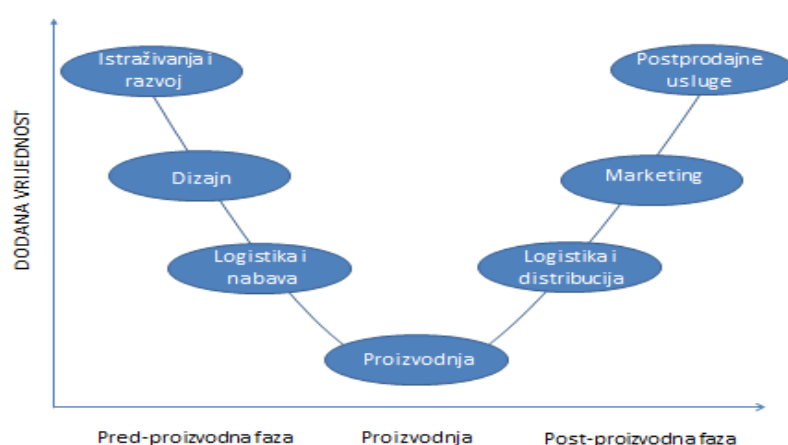 Istraživanja i
razvoj
Postprodajne
usluge
Dizajn
Marketing
Logistika i
nabava
Logistika i
distribucija
Proizvodnja
DODANA VRIJEDNOST
Pred-proizvodna faza
Proizvodnja
Post-proizvodna faza